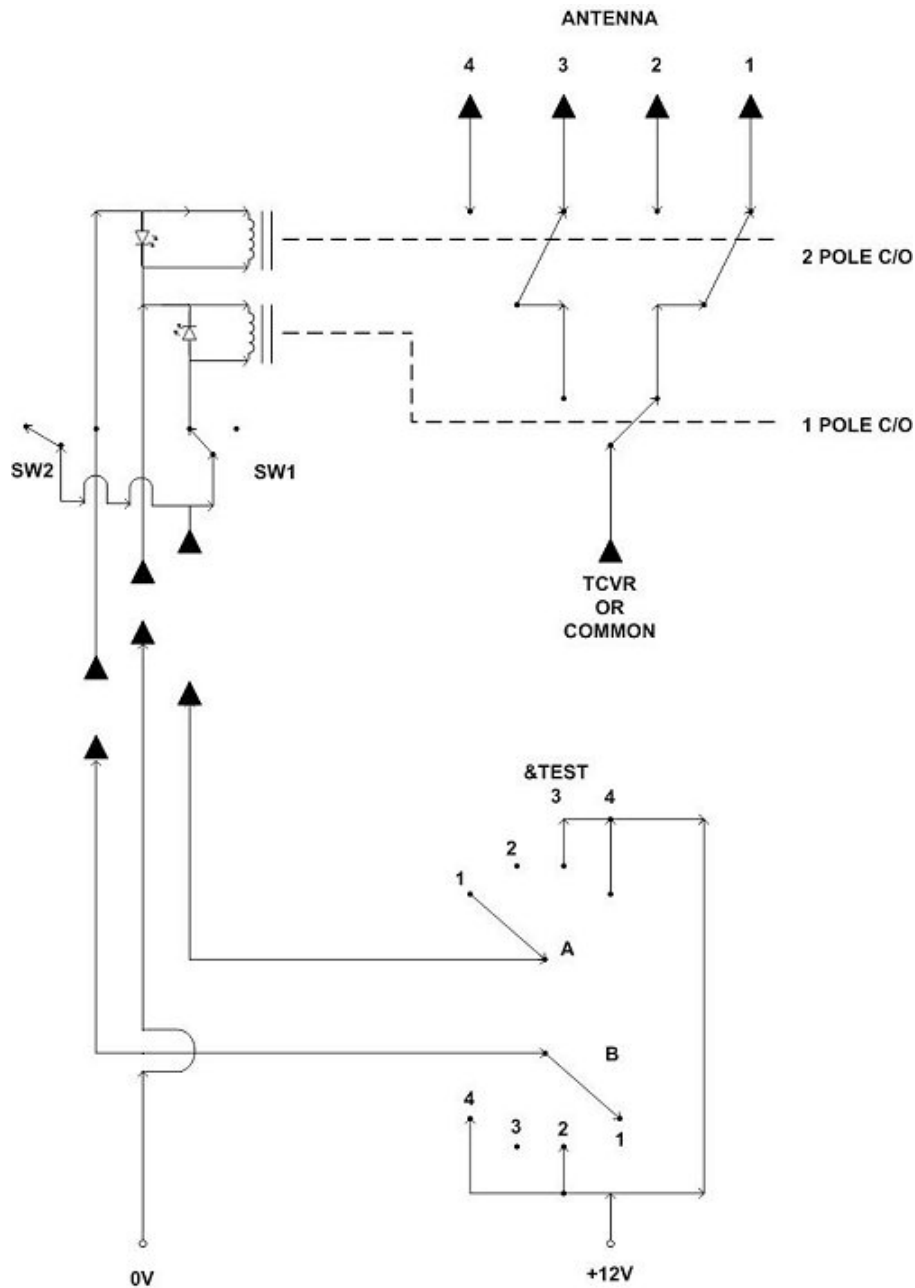 ANTENNA
4 3 2 1
2 POLE C/O
1 POLE C/O
SW2 SW1
TCVR
OR
COMMON
&TEST
3 4
2
1
A
B
4
3 2 1
0V +12V